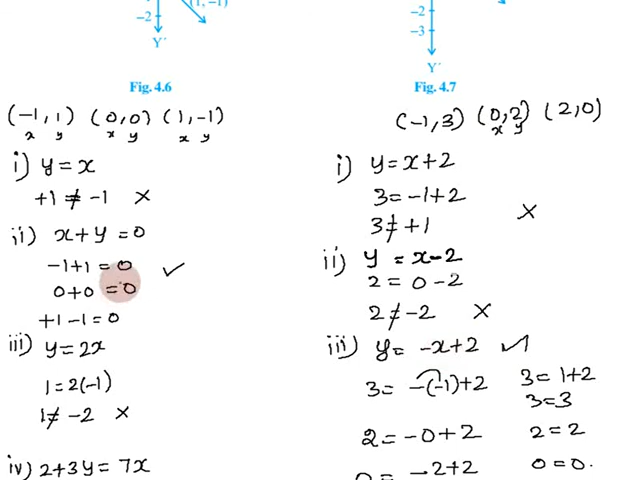 -2
(1, -1)
Y´
Fig. 4.6
(-1, 1) (0, 0) (1, -1)
x y x y x y
i) y = x
+1 ≠ -1 ×
ii) x + y = 0
-1 + 1 = 0 ✓
0 + 0 = 0
+1 - 1 = 0
iii) y = 2x
1 = 2(-1)
1 ≠ -2 ×
iv) 2 + 3y = 7x
-2
-3
Y´
Fig. 4.7
(-1, 3) (0, 2) (2, 0)
x y
i) y = x + 2
3 = -1 + 2
3 ≠ +1 ×
ii) y = x - 2
2 = 0 - 2
2 ≠ -2 ×
iii) y = -x + 2 ✓
3 = -(-1) + 2 3 = 1 + 2
3 = 3
2 = -0 + 2 2 = 2
0 = -2 + 2 0 = 0.